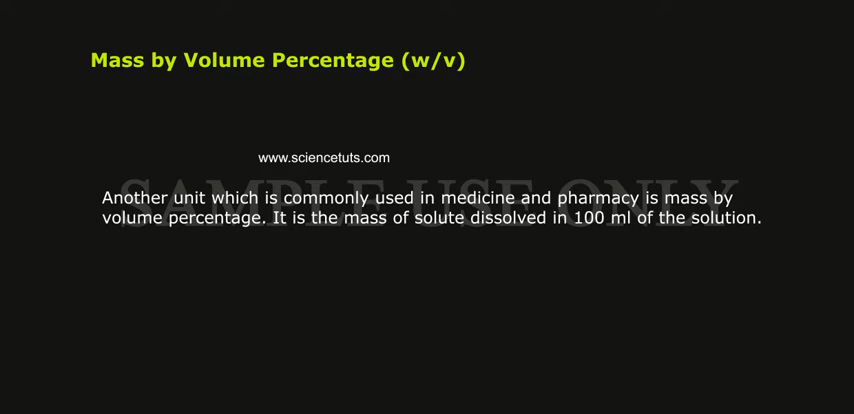 Mass by Volume Percentage (w/v)
www.sciencetuts.com
SAMPLE USE ONLY
Another unit which is commonly used in medicine and pharmacy is mass by
volume percentage. It is the mass of solute dissolved in 100 ml of the solution.